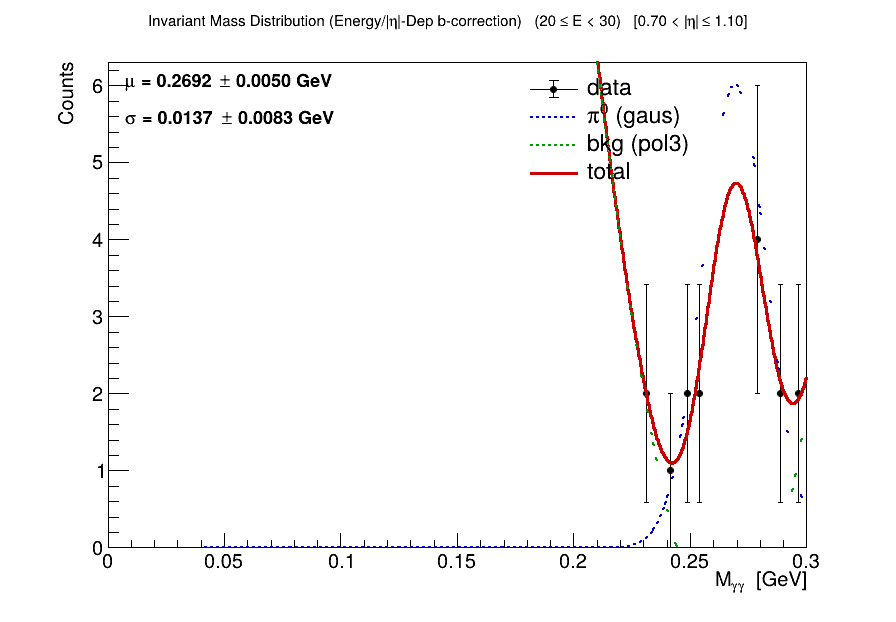 Invariant Mass Distribution (Energy/|η|-Dep b-correction) (20 ≤ E < 30) [0.70 < |η| ≤ 1.10]
Counts
μ = 0.2692 ± 0.0050 GeV
σ = 0.0137 ± 0.0083 GeV
data
π⁰ (gaus)
bkg (pol3)
total
6
5
4
3
2
1
0
0 0.05 0.1 0.15 0.2 0.25 0.3
Mγγ [GeV]